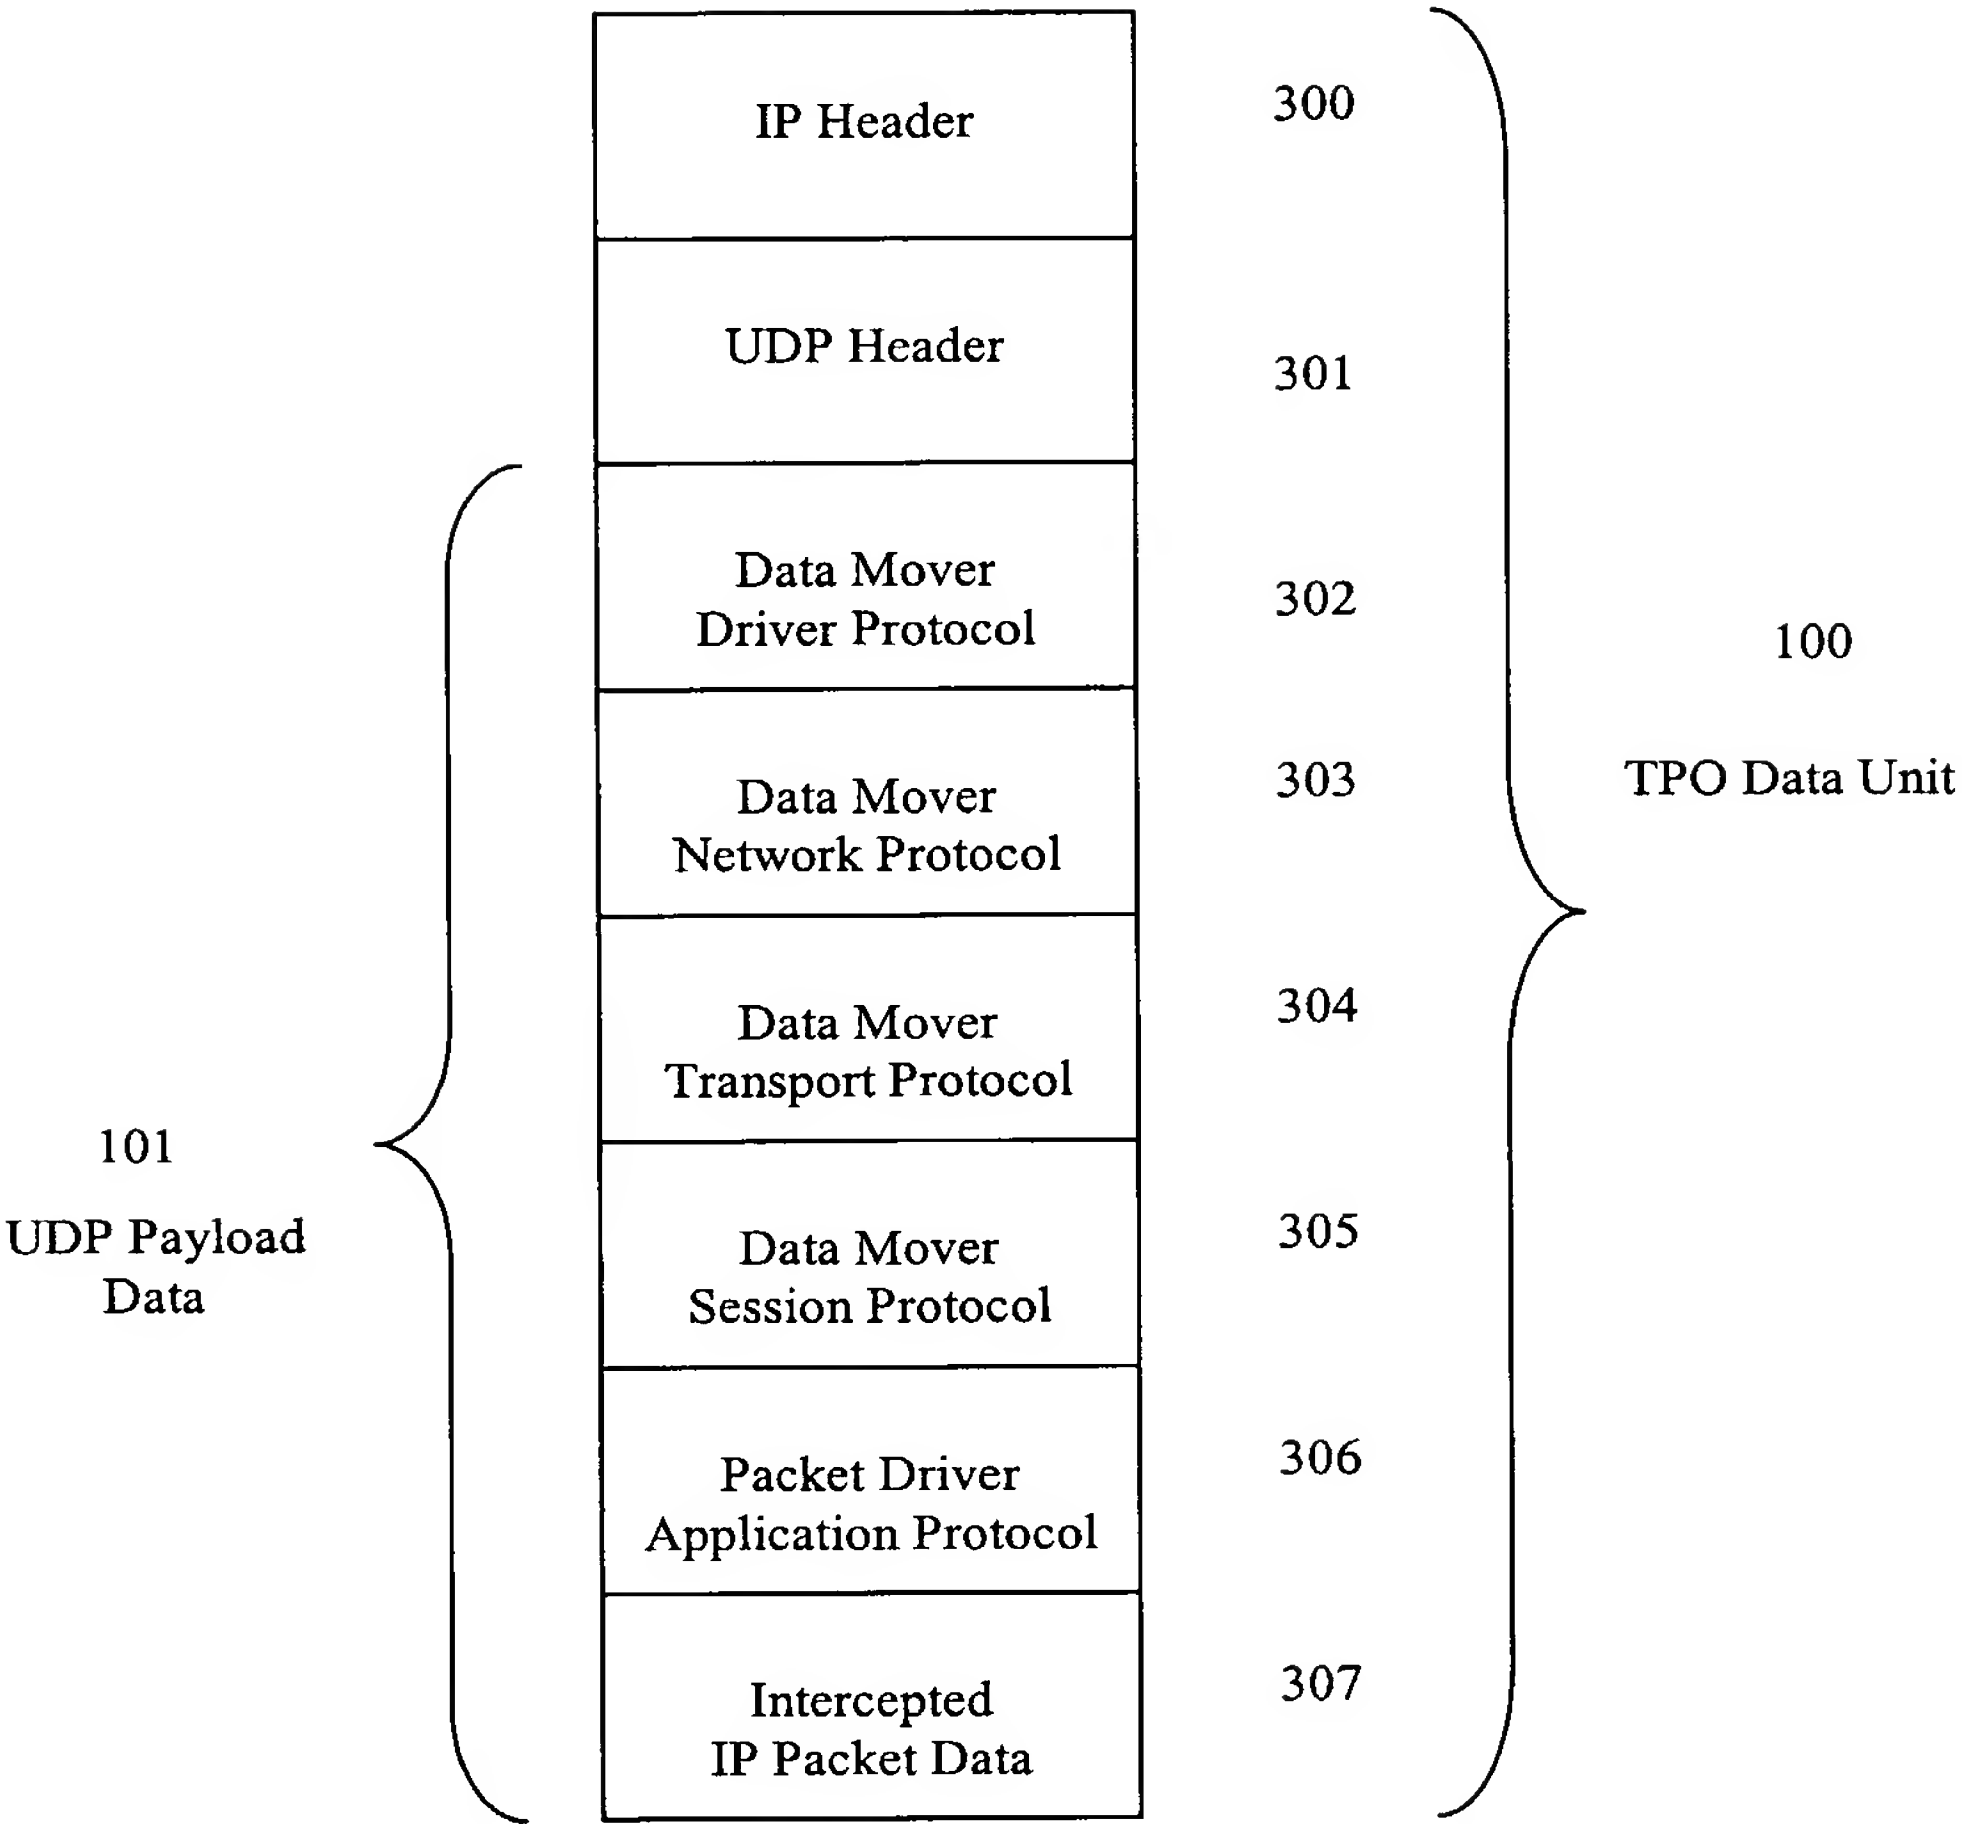 IP Header
300
UDP Header
301
Data Mover
Driver Protocol
302
100
TPO Data Unit
Data Mover
Network Protocol
303
Data Mover
Transport Protocol
304
101
UDP Payload
Data
Data Mover
Session Protocol
305
Packet Driver
Application Protocol
306
Intercepted
IP Packet Data
307